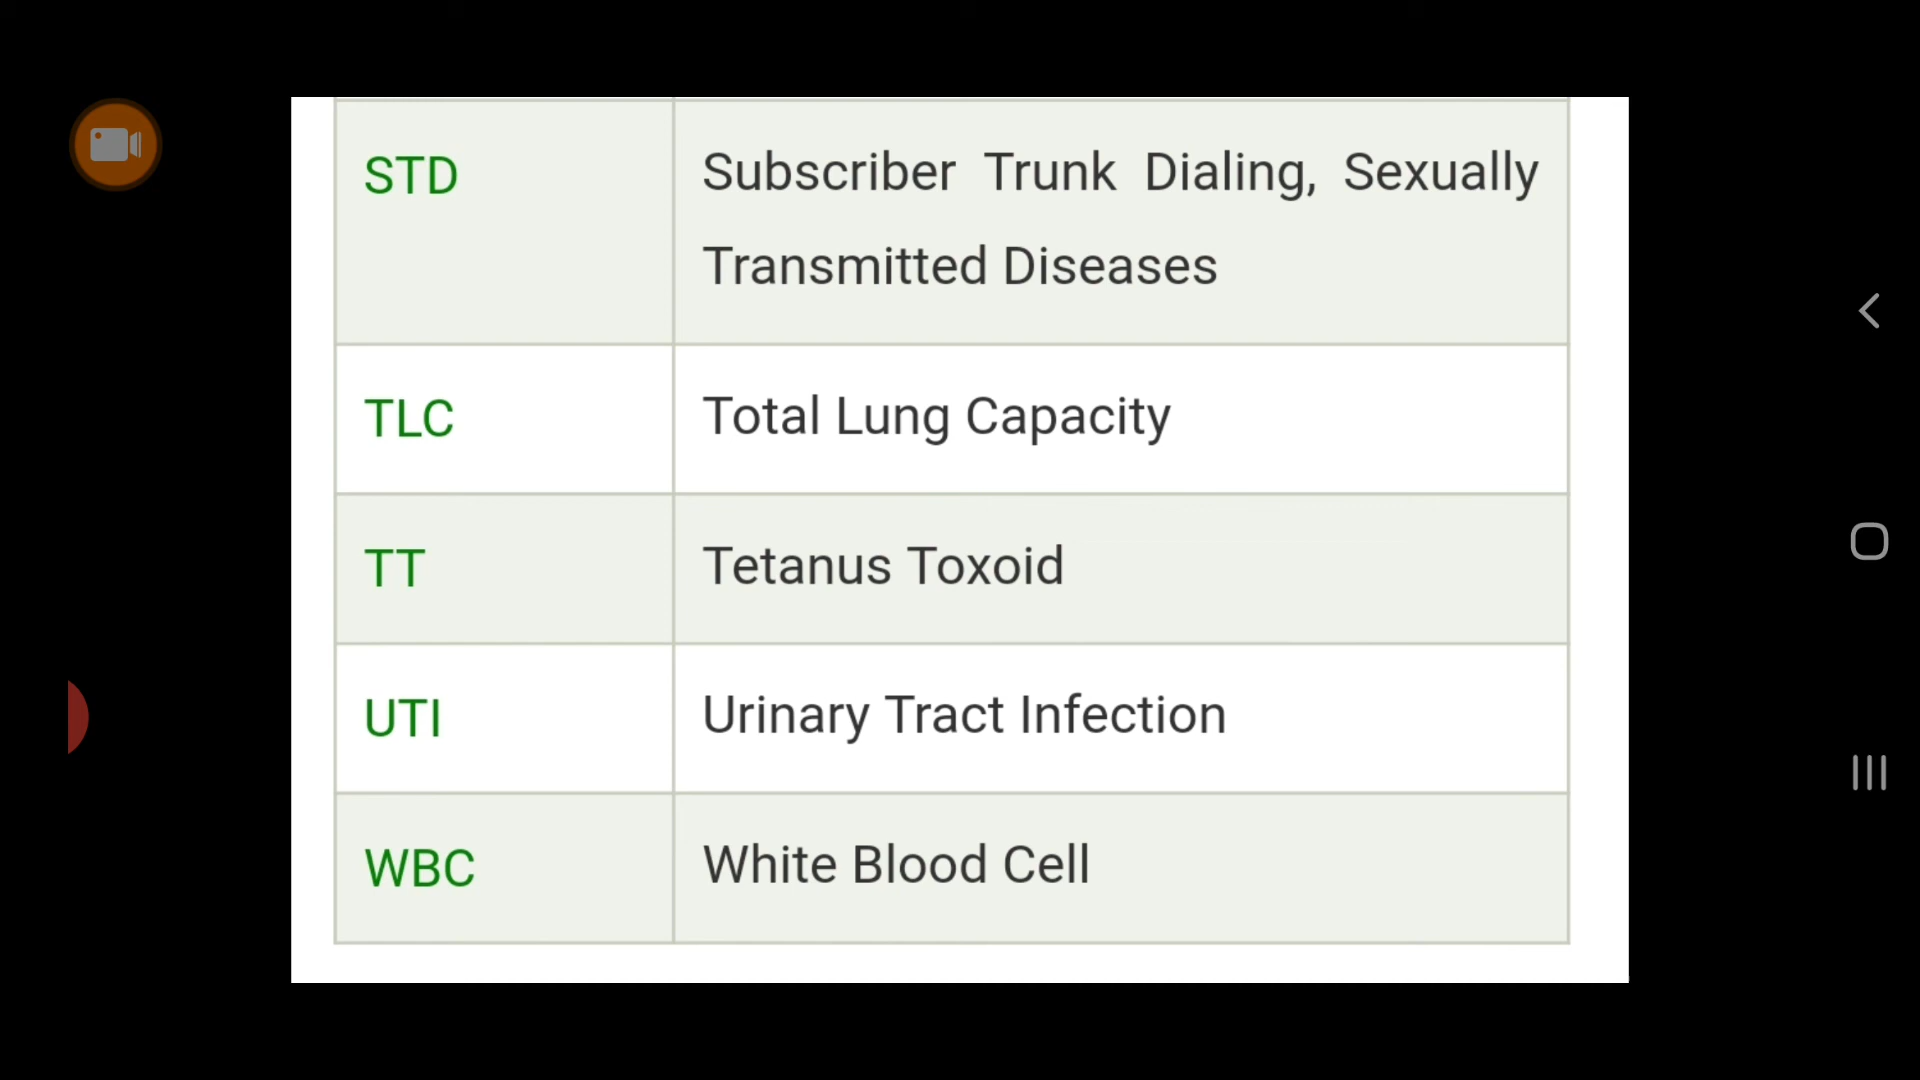 STD
Subscriber Trunk Dialing, Sexually
Transmitted Diseases
TLC
Total Lung Capacity
TT
Tetanus Toxoid
UTI
Urinary Tract Infection
WBC
White Blood Cell